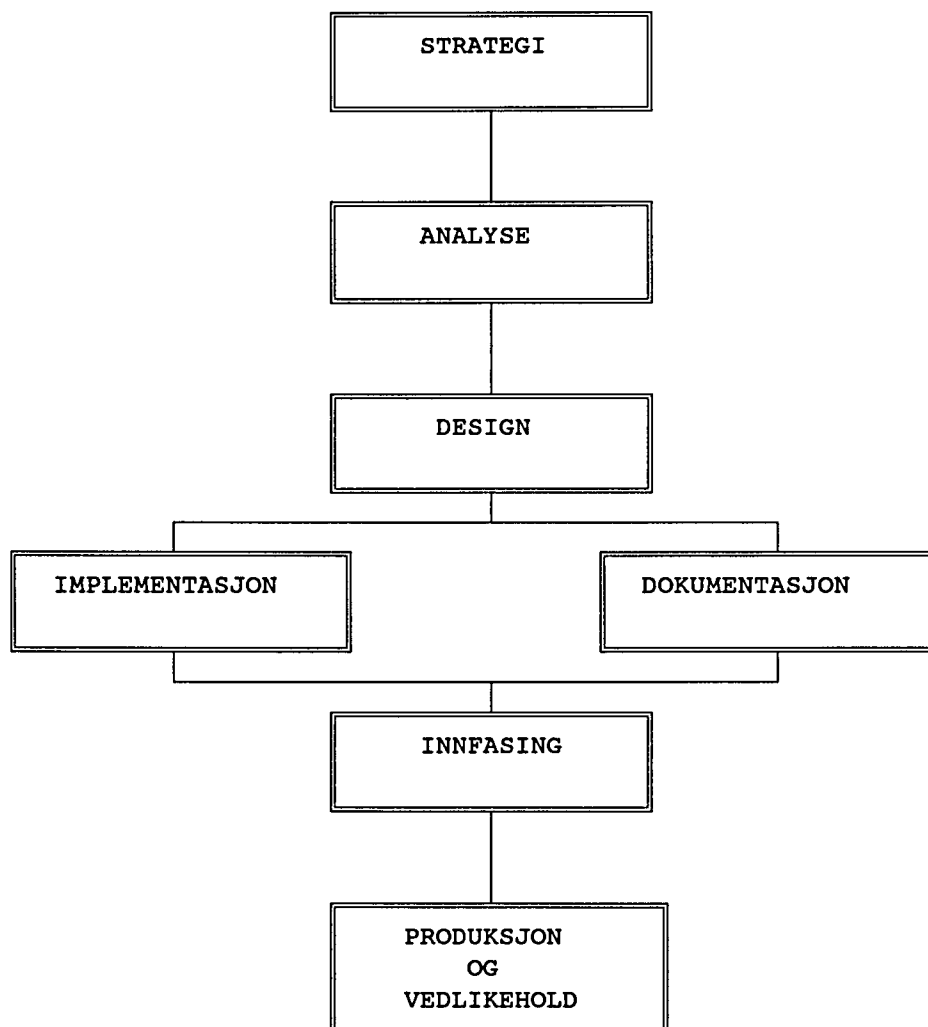 STRATEGI
ANALYSE
DESIGN
IMPLEMENTASJON
DOKUMENTASJON
INNFASING
PRODUKSJON
OG
VEDLIKEHOLD